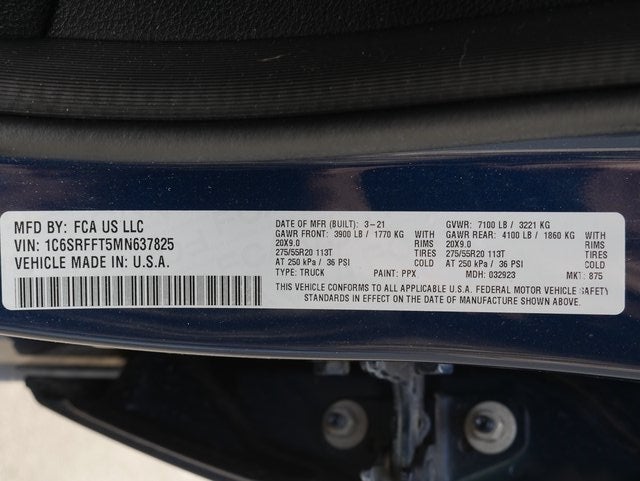 MFD BY: FCA US LLC
VIN: 1C6SRFFT5MN637825
VEHICLE MADE IN: U.S.A.
DATE OF MFR (BUILT): 3-21
GAWR FRONT: 3900 LB / 1770 KG WITH
20X9.0 RIMS
275/55R20 113T TIRES
AT 250 kPa / 36 PSI COLD
TYPE: TRUCK PAINT: PPX
GVWR: 7100 LB / 3221 KG
GAWR REAR: 4100 LB / 1860 KG WITH
20X9.0 RIMS
275/55R20 113T TIRES
AT 250 kPa / 36 PSI COLD
MDH: 032923 MKT: 875
THIS VEHICLE CONFORMS TO ALL APPLICABLE U.S.A. FEDERAL MOTOR VEHICLE SAFETY
STANDARDS IN EFFECT ON THE DATE OF MANUFACTURE SHOWN ABOVE.